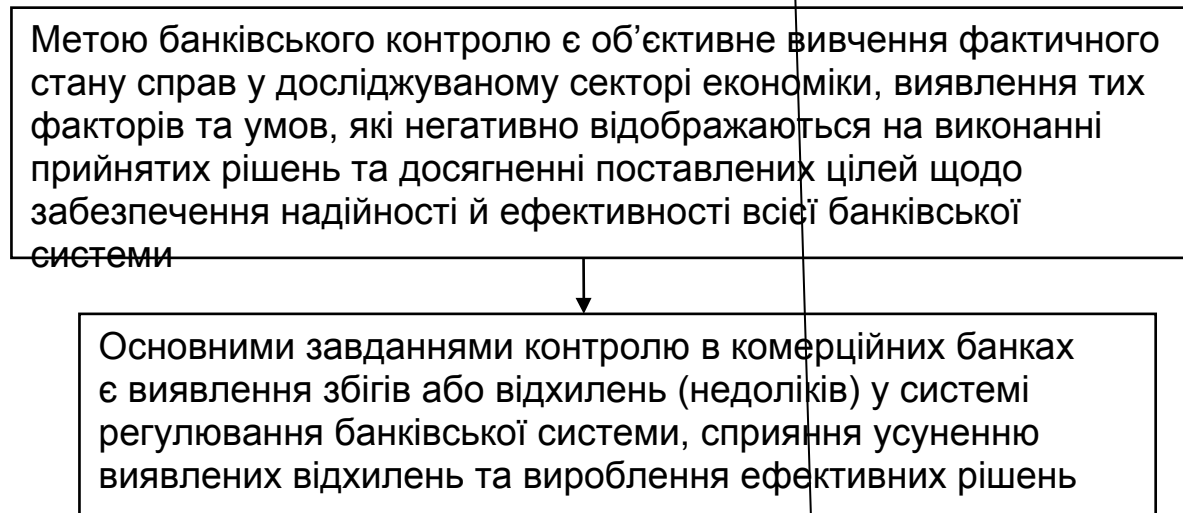 Метою банківського контролю є об’єктивне вивчення фактичного
стану справ у досліджуваному секторі економіки, виявлення тих
факторів та умов, які негативно відображаються на виконанні
прийнятих рішень та досягненні поставлених цілей щодо
забезпечення надійності й ефективності всієї банківської
системи
Основними завданнями контролю в комерційних банках
є виявлення збігів або відхилень (недоліків) у системі
регулювання банківської системи, сприяння усуненню
виявлених відхилень та вироблення ефективних рішень